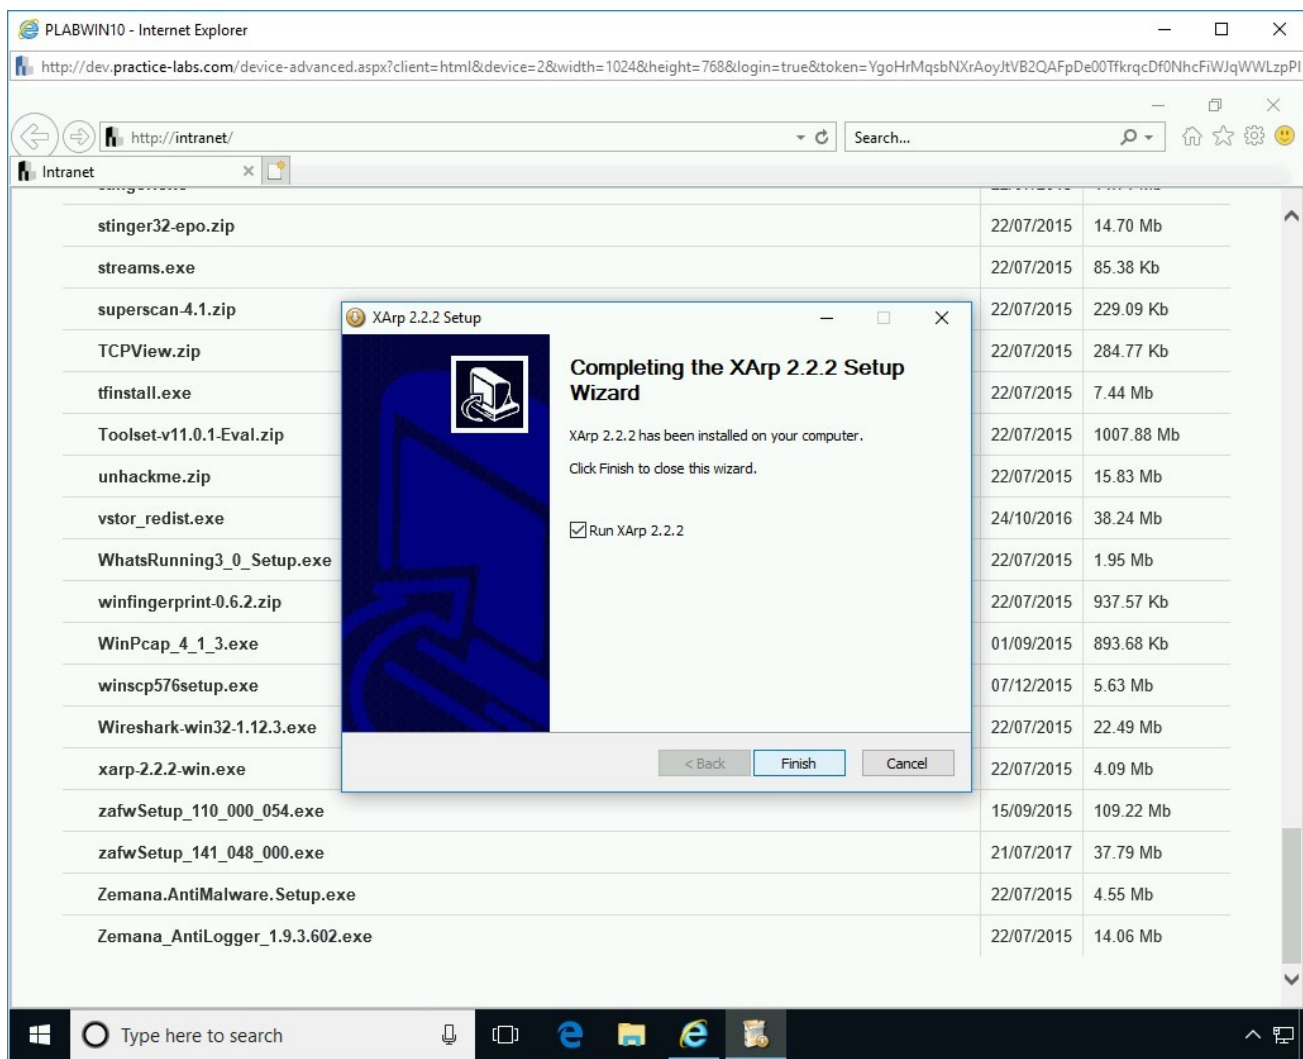 PLABWIN10 - Internet Explorer
http://dev.practice-labs.com/device-advanced.aspx?client=html&device=2&width=1024&height=768&login=true&token=
http://intranet/
Search...
Intranet
stinger32-epo.zip 22/07/2015 14.70 Mb
streams.exe 22/07/2015 85.38 Kb
superscan-4.1.zip 22/07/2015 229.09 Kb
TCPView.zip 22/07/2015 284.77 Kb
tfinstall.exe 22/07/2015 7.44 Mb
Toolset-v11.0.1-Eval.zip 22/07/2015 1007.88 Mb
unhackme.zip 22/07/2015 15.83 Mb
vstor_redist.exe 24/10/2016 38.24 Mb
WhatsRunning3_0_Setup.exe 22/07/2015 1.95 Mb
winfingerprint-0.6.2.zip 22/07/2015 937.57 Kb
WinPcap_4_1_3.exe 01/09/2015 893.68 Kb
winscp576setup.exe 07/12/2015 5.63 Mb
Wireshark-win32-1.12.3.exe 22/07/2015 22.49 Mb
xarp-2.2.2-win.exe 22/07/2015 4.09 Mb
zafwSetup_110_000_054.exe 15/09/2015 109.22 Mb
zafwSetup_141_048_000.exe 21/07/2017 37.79 Mb
Zemana.AntiMalware.Setup.exe 22/07/2015 4.55 Mb
Zemana_AntiLogger_1.9.3.602.exe 22/07/2015 14.06 Mb
XArp 2.2.2 Setup
Completing the XArp 2.2.2 Setup
Wizard
XArp 2.2.2 has been installed on your computer.
Click Finish to close this wizard.
Run XArp 2.2.2
< Back
Finish
Cancel
Type here to search